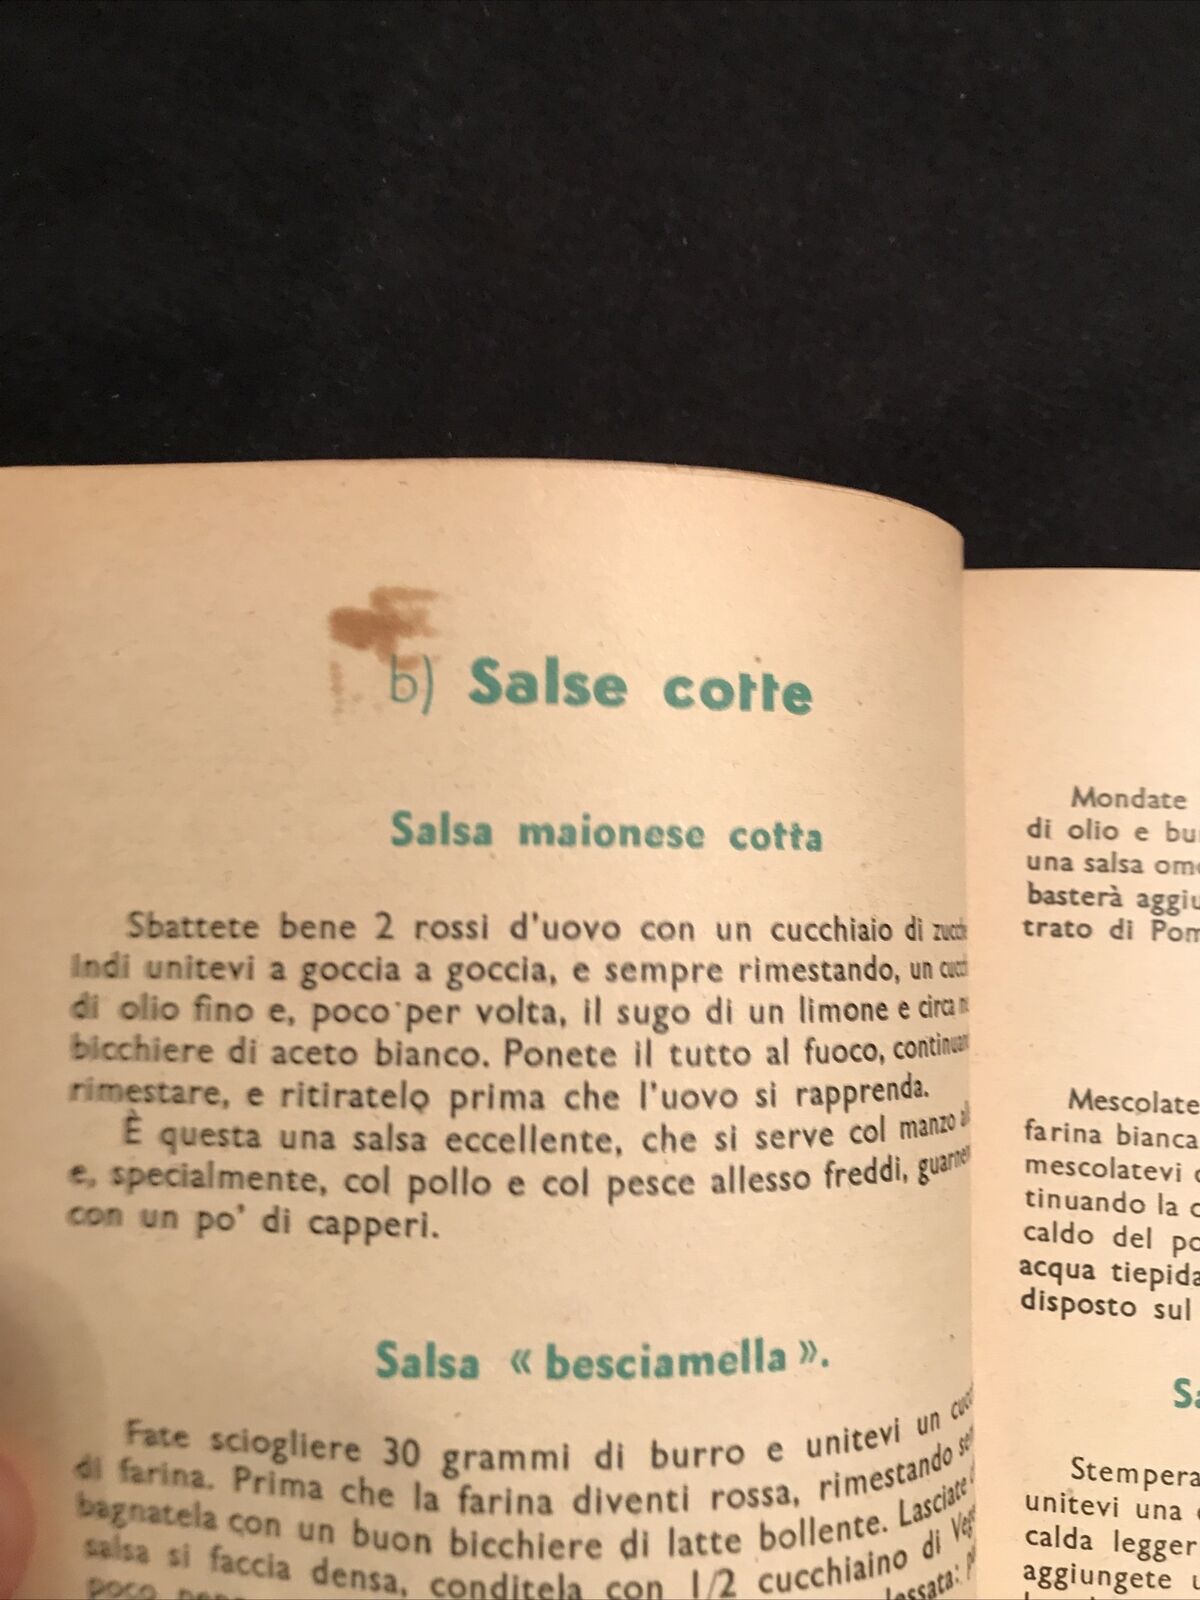 b) Salse cotte
Salsa maionese cotta
Sbattete bene 2 rossi d'uovo con un cucchiaio di
Indi unitevi a goccia a goccia, e sempre rimestando, un
di olio fino e, poco per volta, il sugo di un limone e circa
bicchiere di aceto bianco. Ponete il tutto al fuoco,
rimestare, e ritiratelo prima che l'uovo si rapprenda.
È questa una salsa eccellente, che si serve col manzo
e, specialmente, col pollo e col pesce allesso freddi,
con un po' di capperi.
Salsa « besciamella ».
Fate sciogliere 30 grammi di burro e unitevi un
di farina. Prima che la farina diventi rossa, rimestando
bagnatela con un buon bicchiere di latte bollente. Lasciate
salsa si faccia densa, conditela con 1/2 cucchiaino di
poco
Mondate
di olio e
una salsa
basterà
trato di
Mescolate
farina bianca
mescolatevi
tinuando la
caldo del
acqua tiepida
disposto sul
Stempera
unitevi una
calda
aggiungete